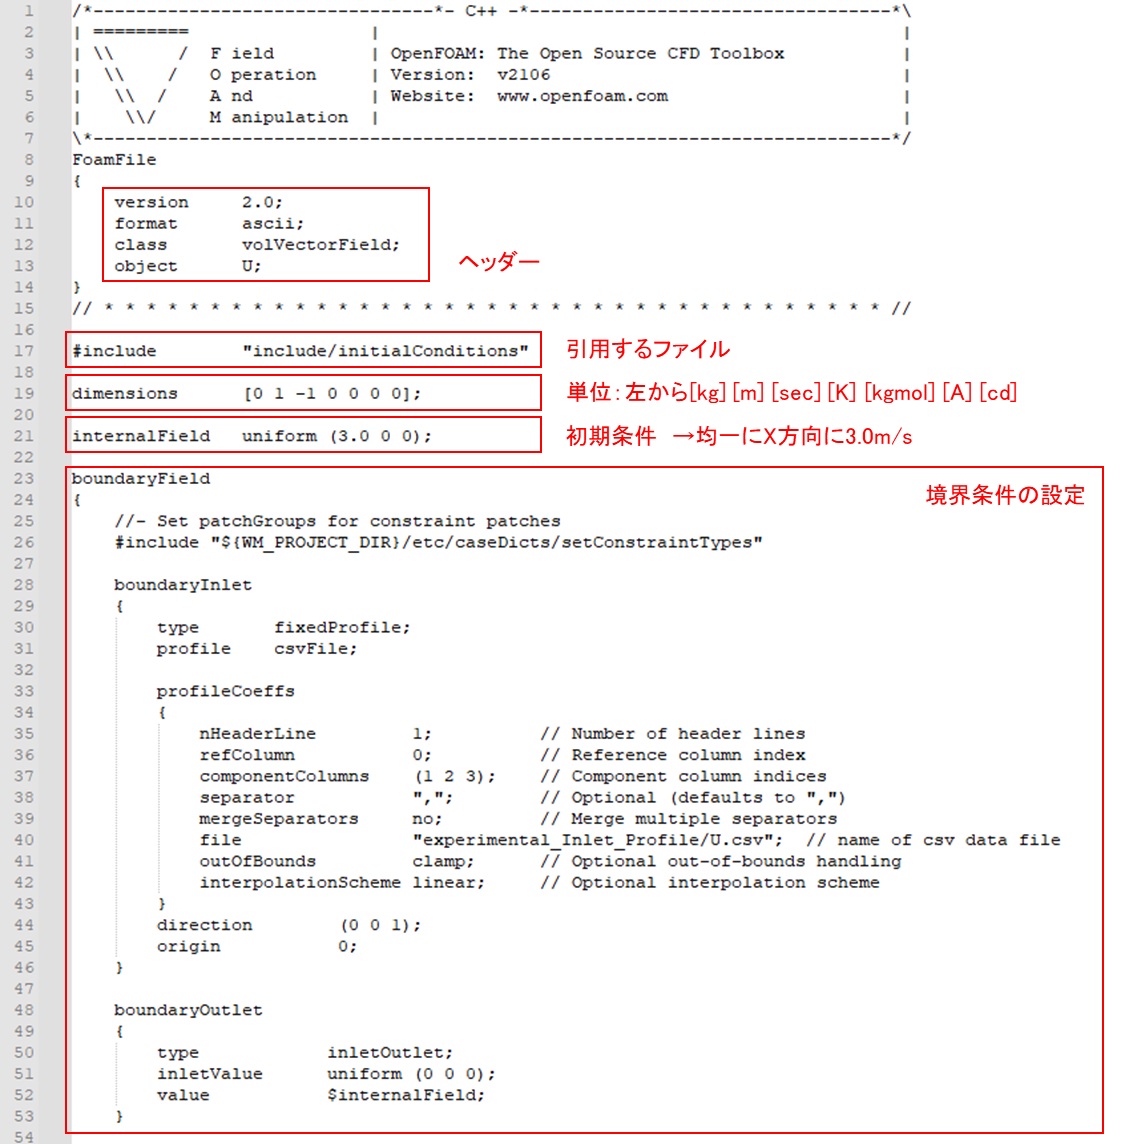 1 /*--------------------------------*- C++ -*----------------------------------*\
2 | ========= | |
3 | \\ / F ield | OpenFOAM: The Open Source CFD Toolbox |
4 | \\ / O peration | Version: v2106 |
5 | \\ / A nd | Website: www.openfoam.com |
6 | \\/ M anipulation | |
7 \*---------------------------------------------------------------------------*/
8 FoamFile
9 {
10 version 2.0;
11 format ascii;
12 class volVectorField;
13 object U;
ヘッダー
14 }
15 // * * * * * * * * * * * * * * * * * * * * * * * * * * * * * * * * * * * * * //
16
17 #include "include/initialConditions" 引用するファイル
18
19 dimensions [0 1 -1 0 0 0 0]; 単位：左から[kg] [m] [sec] [K] [kgmol] [A] [cd]
20
21 internalField uniform (3.0 0 0); 初期条件 →均一にX方向に3.0m/s
22
23 boundaryField
境界条件の設定
24 {
25 //- Set patchGroups for constraint patches
26 #include "${WM_PROJECT_DIR}/etc/caseDicts/setConstraintTypes"
27
28 boundaryInlet
29 {
30 type fixedProfile;
31 profile csvFile;
32
33 profileCoeffs
34 {
35 nHeaderLine 1; // Number of header lines
36 refColumn 0; // Reference column index
37 componentColumns (1 2 3); // Component column indices
38 separator ","; // Optional (defaults to ",")
39 mergeSeparators no; // Merge multiple separators
40 file "experimental_Inlet_Profile/U.csv"; // name of csv data file
41 outOfBounds clamp; // Optional out-of-bounds handling
42 interpolationScheme linear; // Optional interpolation scheme
43 }
44 direction (0 0 1);
45 origin 0;
46 }
47
48 boundaryOutlet
49 {
50 type inletOutlet;
51 inletValue uniform (0 0 0);
52 value $internalField;
53 }
54